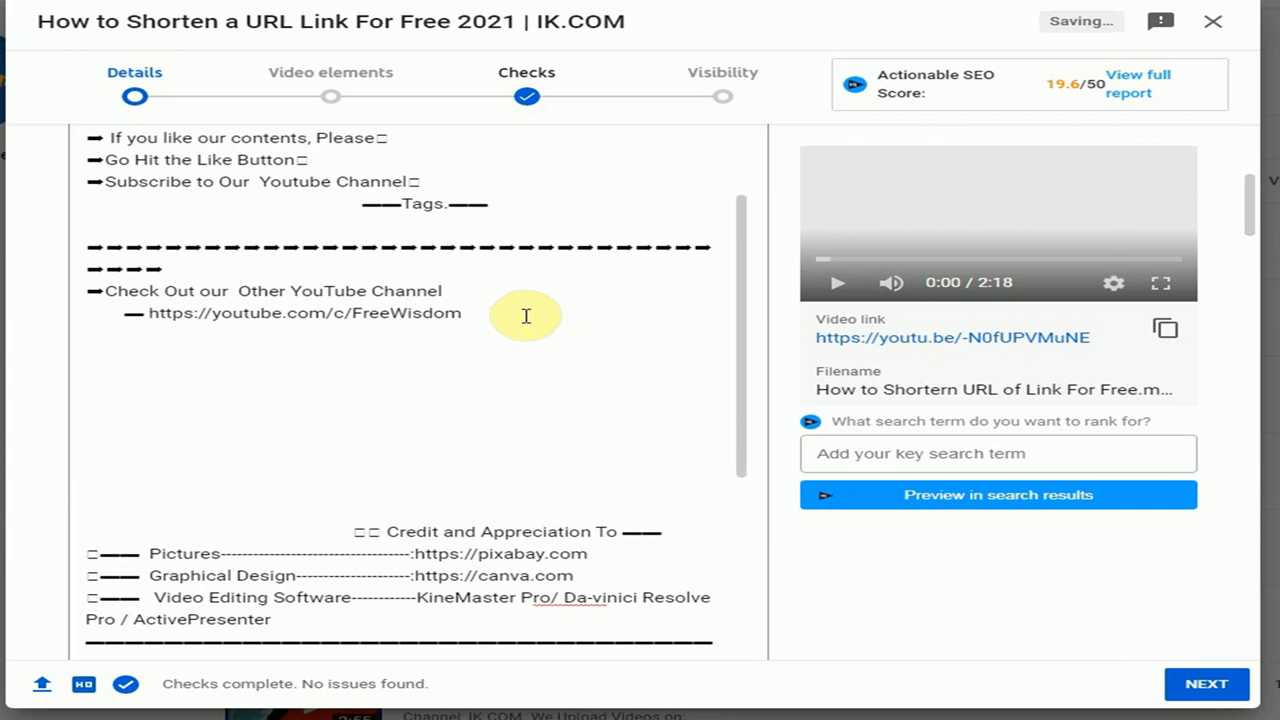 How to Shorten a URL Link For Free 2021 | IK.COM
Saving...
Details
Video elements
Checks
Visibility
Actionable SEO
Score:
19.6/50
View full
report
➡ If you like our contents, Please□
➡Go Hit the Like Button□
➡Subscribe to Our  Youtube Channel□
▬▬Tags.▬▬
➡➡➡➡➡➡➡➡➡➡➡➡➡➡➡➡➡➡➡➡➡➡➡➡➡➡➡➡➡➡➡➡
➡➡➡➡
➡Check Out our  Other YouTube Channel
▬ https://youtube.com/c/FreeWisdom
□ □ Credit and Appreciation To ▬▬
□▬▬  Pictures-----------------------------------:https://pixabay.com
□▬▬  Graphical Design---------------------:https://canva.com
□▬▬  Video Editing Software------------KineMaster Pro/ Da-vinici Resolve
Pro / ActivePresenter
▬▬▬▬▬▬▬▬▬▬▬▬▬▬▬▬▬▬▬▬▬▬▬▬▬▬▬▬▬▬▬▬
0:00 / 2:18
Video link
https://youtu.be/-N0fUPVMuNE
Filename
How to Shortern URL of Link For Free.m...
What search term do you want to rank for?
Add your key search term
Preview in search results
HD
Checks complete. No issues found.
NEXT